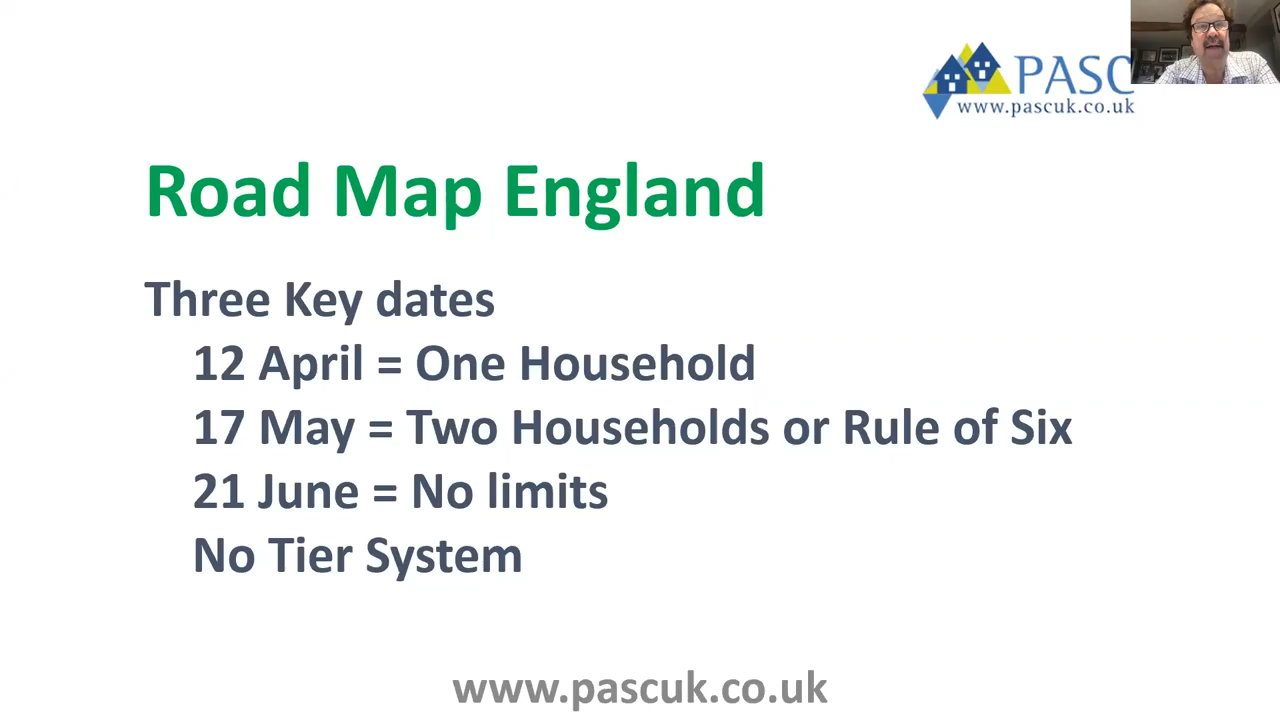 PASC
www.pascuk.co.uk
Road Map England
Three Key dates
12 April = One Household
17 May = Two Households or Rule of Six
21 June = No limits
No Tier System
www.pascuk.co.uk